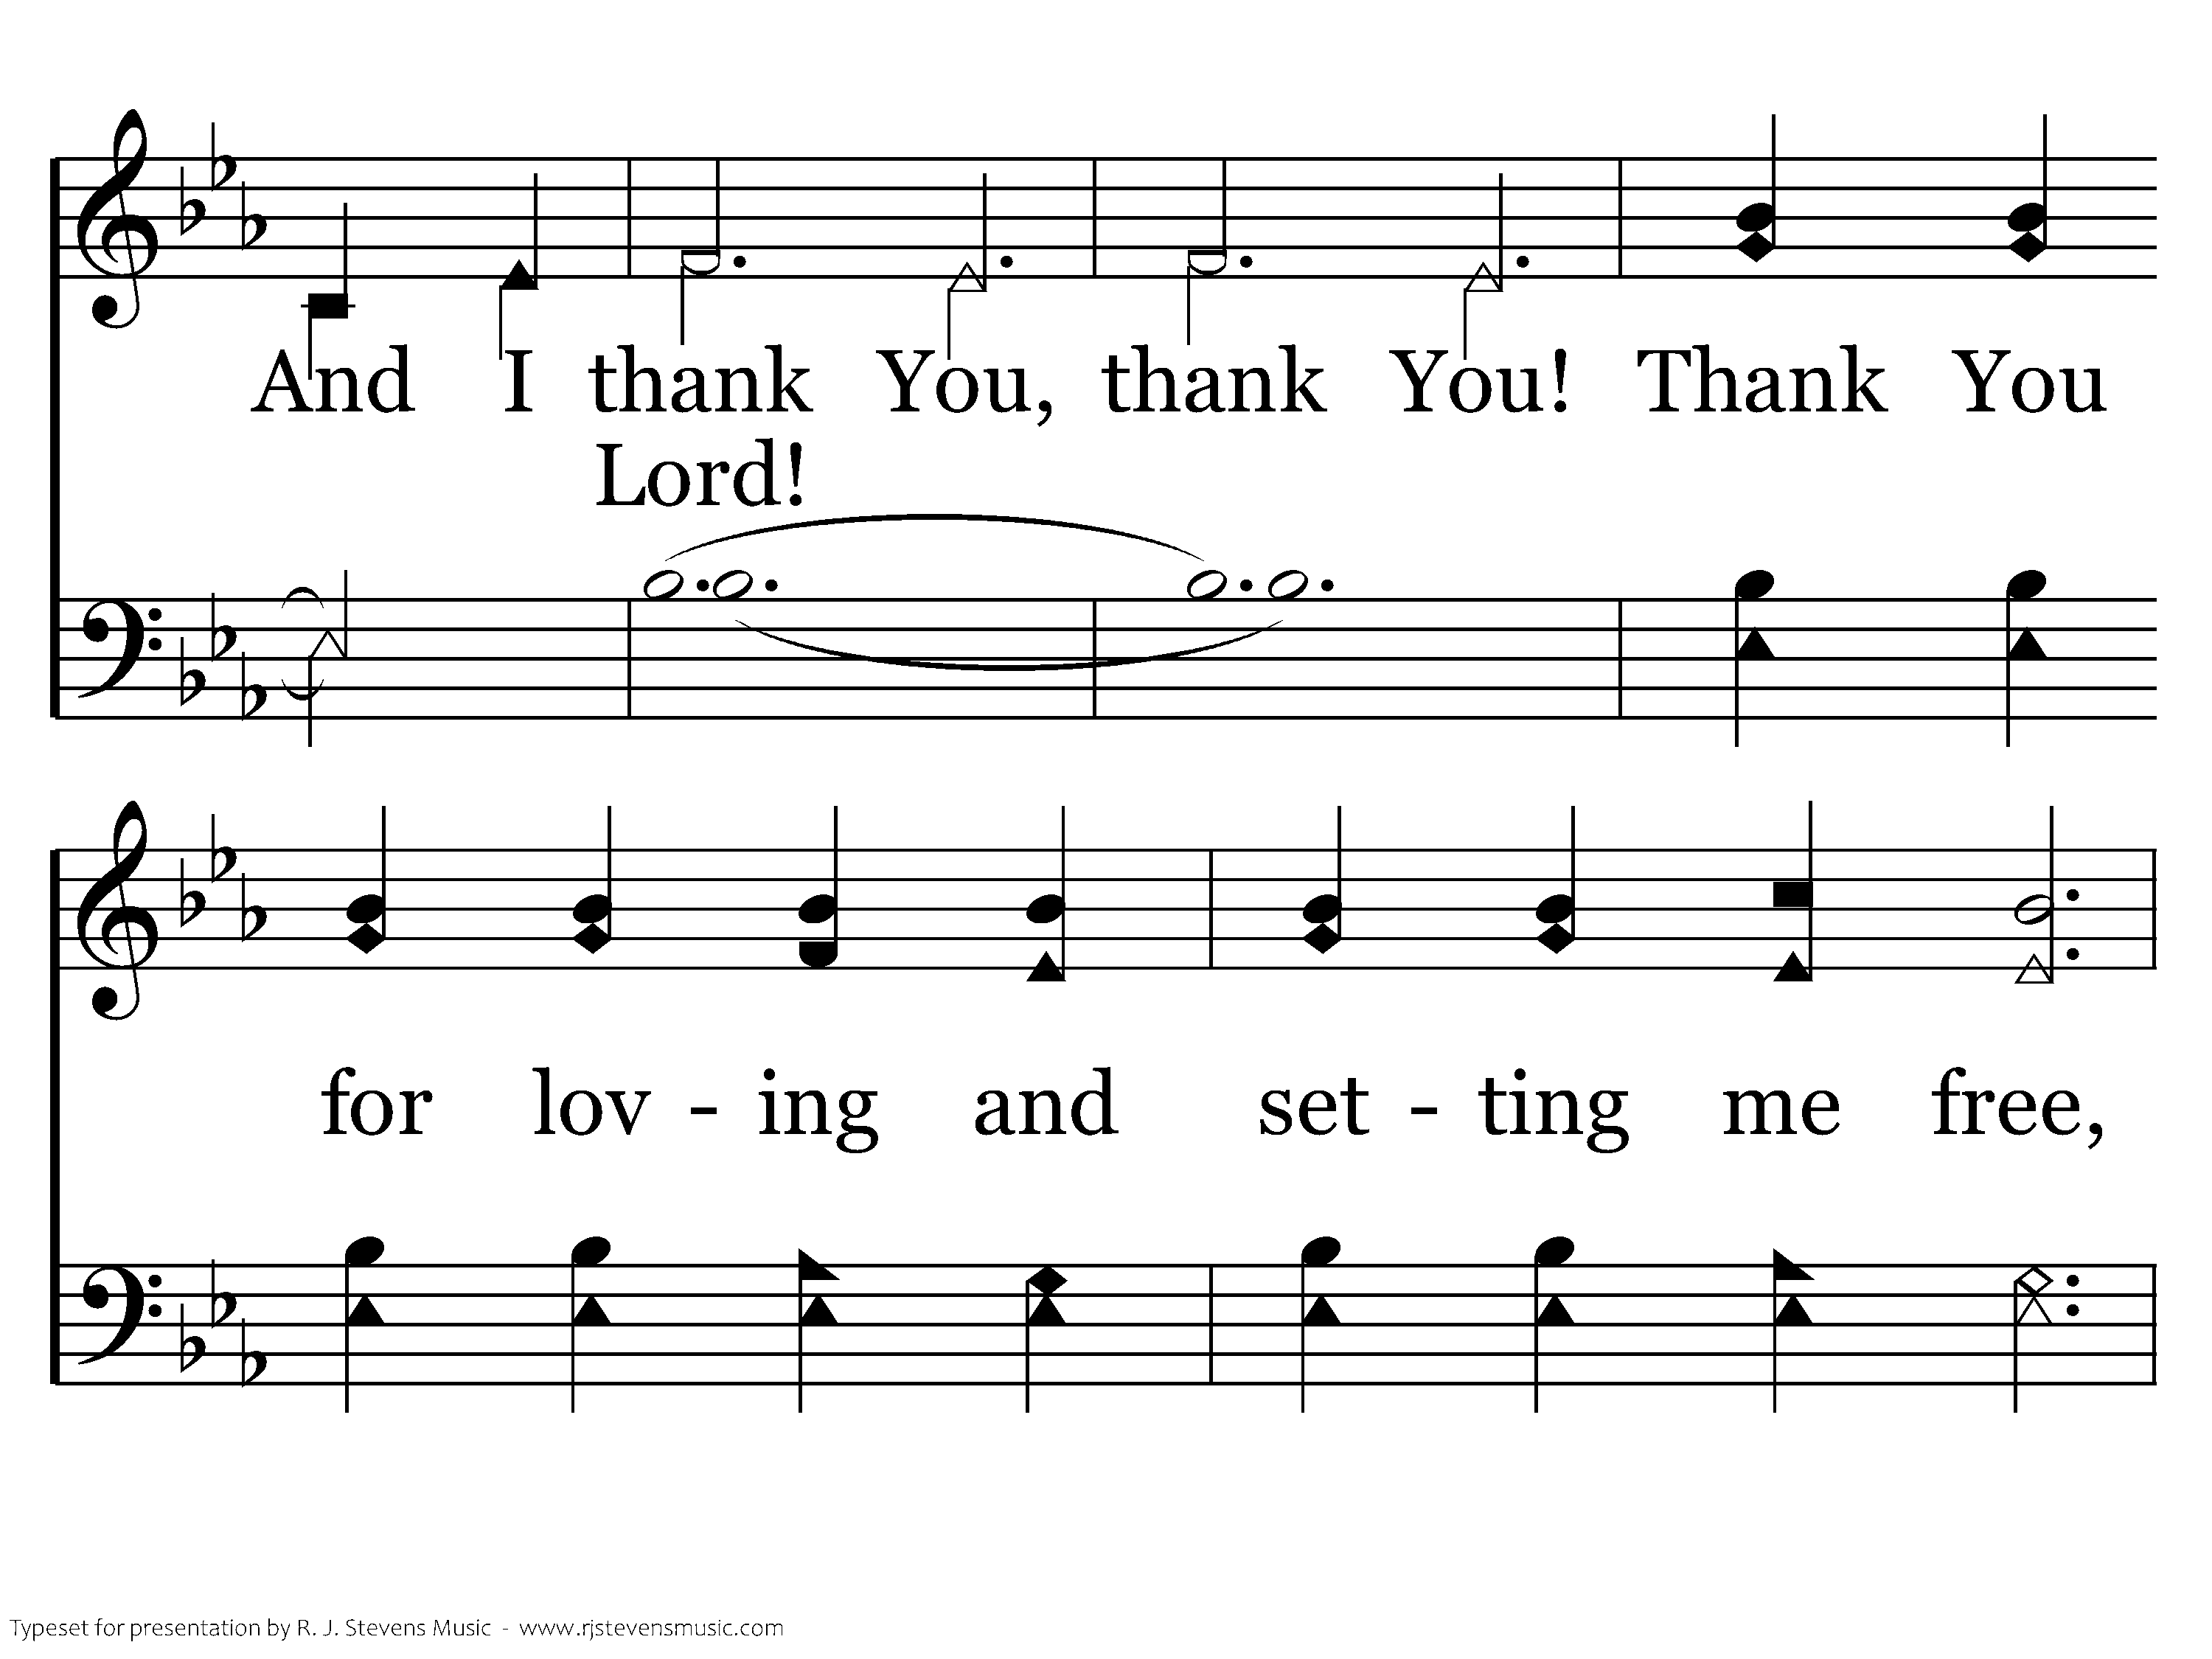 And I thank You, thank You! Thank You
Lord!
for lov - ing and set - ting me free,
Typeset for presentation by R. J. Stevens Music - www.rjstevensmusic.com